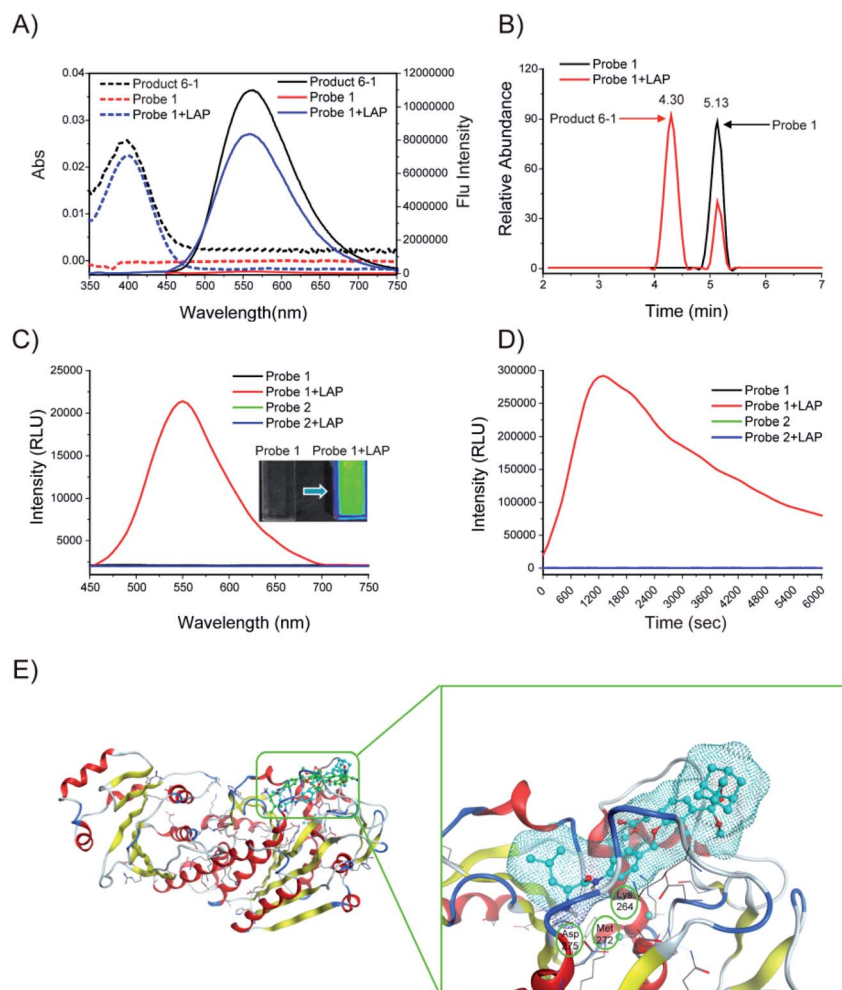 A)
Product 6-1
Probe 1
Probe 1+LAP
Product 6-1
Probe 1
Probe 1+LAP
0.04
0.03
0.02
0.01
0.00
Abs
12000000
10000000
8000000
6000000
4000000
2000000
0
Flu Intensity
350 400 450 500 550 600 650 700 750
Wavelength(nm)
B)
Probe 1
Probe 1+LAP
120
90
60
30
0
Relative Abundance
4.30
5.13
Product 6-1
Probe 1
2 3 4 5 6 7
Time (min)
C)
Probe 1
Probe 1+LAP
Probe 2
Probe 2+LAP
25000
20000
15000
10000
5000
Intensity (RLU)
Probe 1 Probe 1+LAP
450 500 550 600 650 700 750
Wavelength (nm)
D)
Probe 1
Probe 1+LAP
Probe 2
Probe 2+LAP
300000
250000
200000
150000
100000
50000
0
Intensity (RLU)
0 600 1200 1800 2400 3000 3600 4200 4800 5400 6000
Time (sec)
E)
Lys
264
Asp
275
Met
272